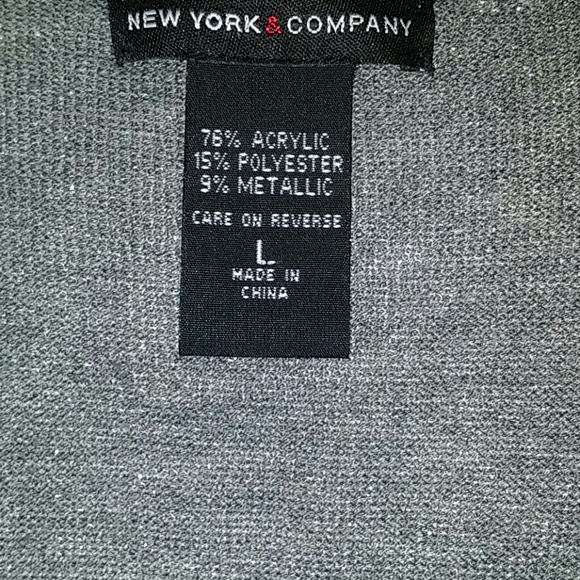 NEW YORK & COMPANY
76% ACRYLIC
15% POLYESTER
9% METALLIC
CARE ON REVERSE
L
MADE IN
CHINA